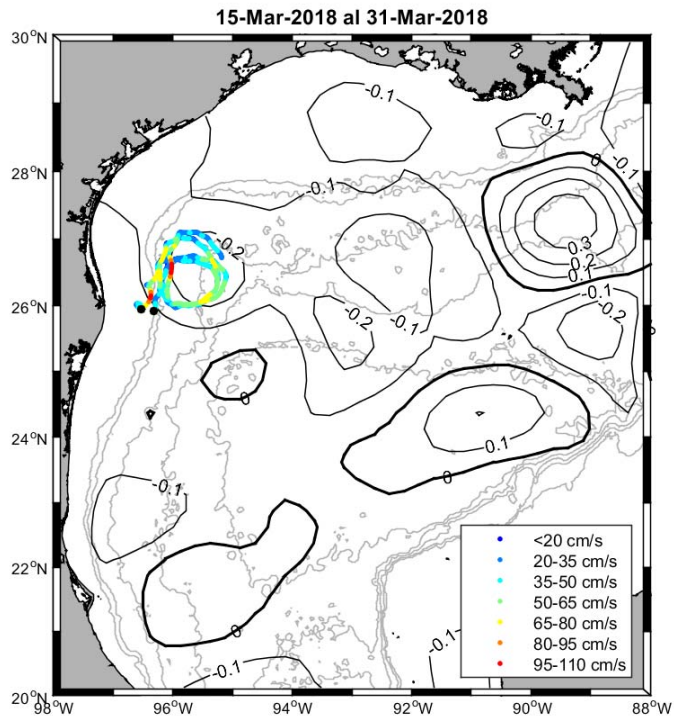 15-Mar-2018 al 31-Mar-2018
30°N
28°N
26°N
24°N
22°N
20°N
98°W
96°W
94°W
92°W
90°W
88°W
-0.1
-0.1
0
-0.1
-0.1
-0.2
0.3
0.2
0.1
-0.1
-0.2
-0.2
-0.1
0
0
0.1
0
-0.1
0
-0.1
-0.1
<20 cm/s
20-35 cm/s
35-50 cm/s
50-65 cm/s
65-80 cm/s
80-95 cm/s
95-110 cm/s